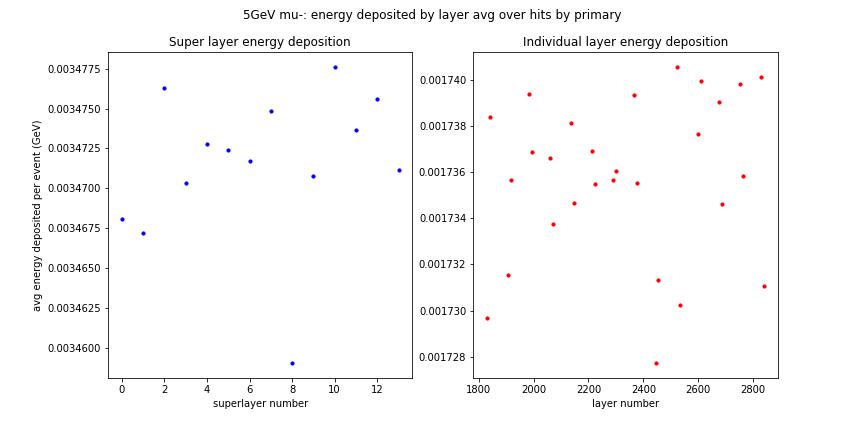 5GeV mu-: energy deposited by layer avg over hits by primary
Super layer energy deposition
avg energy deposited per event (GeV)
0.0034775
0.0034750
0.0034725
0.0034700
0.0034675
0.0034650
0.0034625
0.0034600
0 2 4 6 8 10 12
superlayer number
Individual layer energy deposition
0.001740
0.001738
0.001736
0.001734
0.001732
0.001730
0.001728
1800 2000 2200 2400 2600 2800
layer number